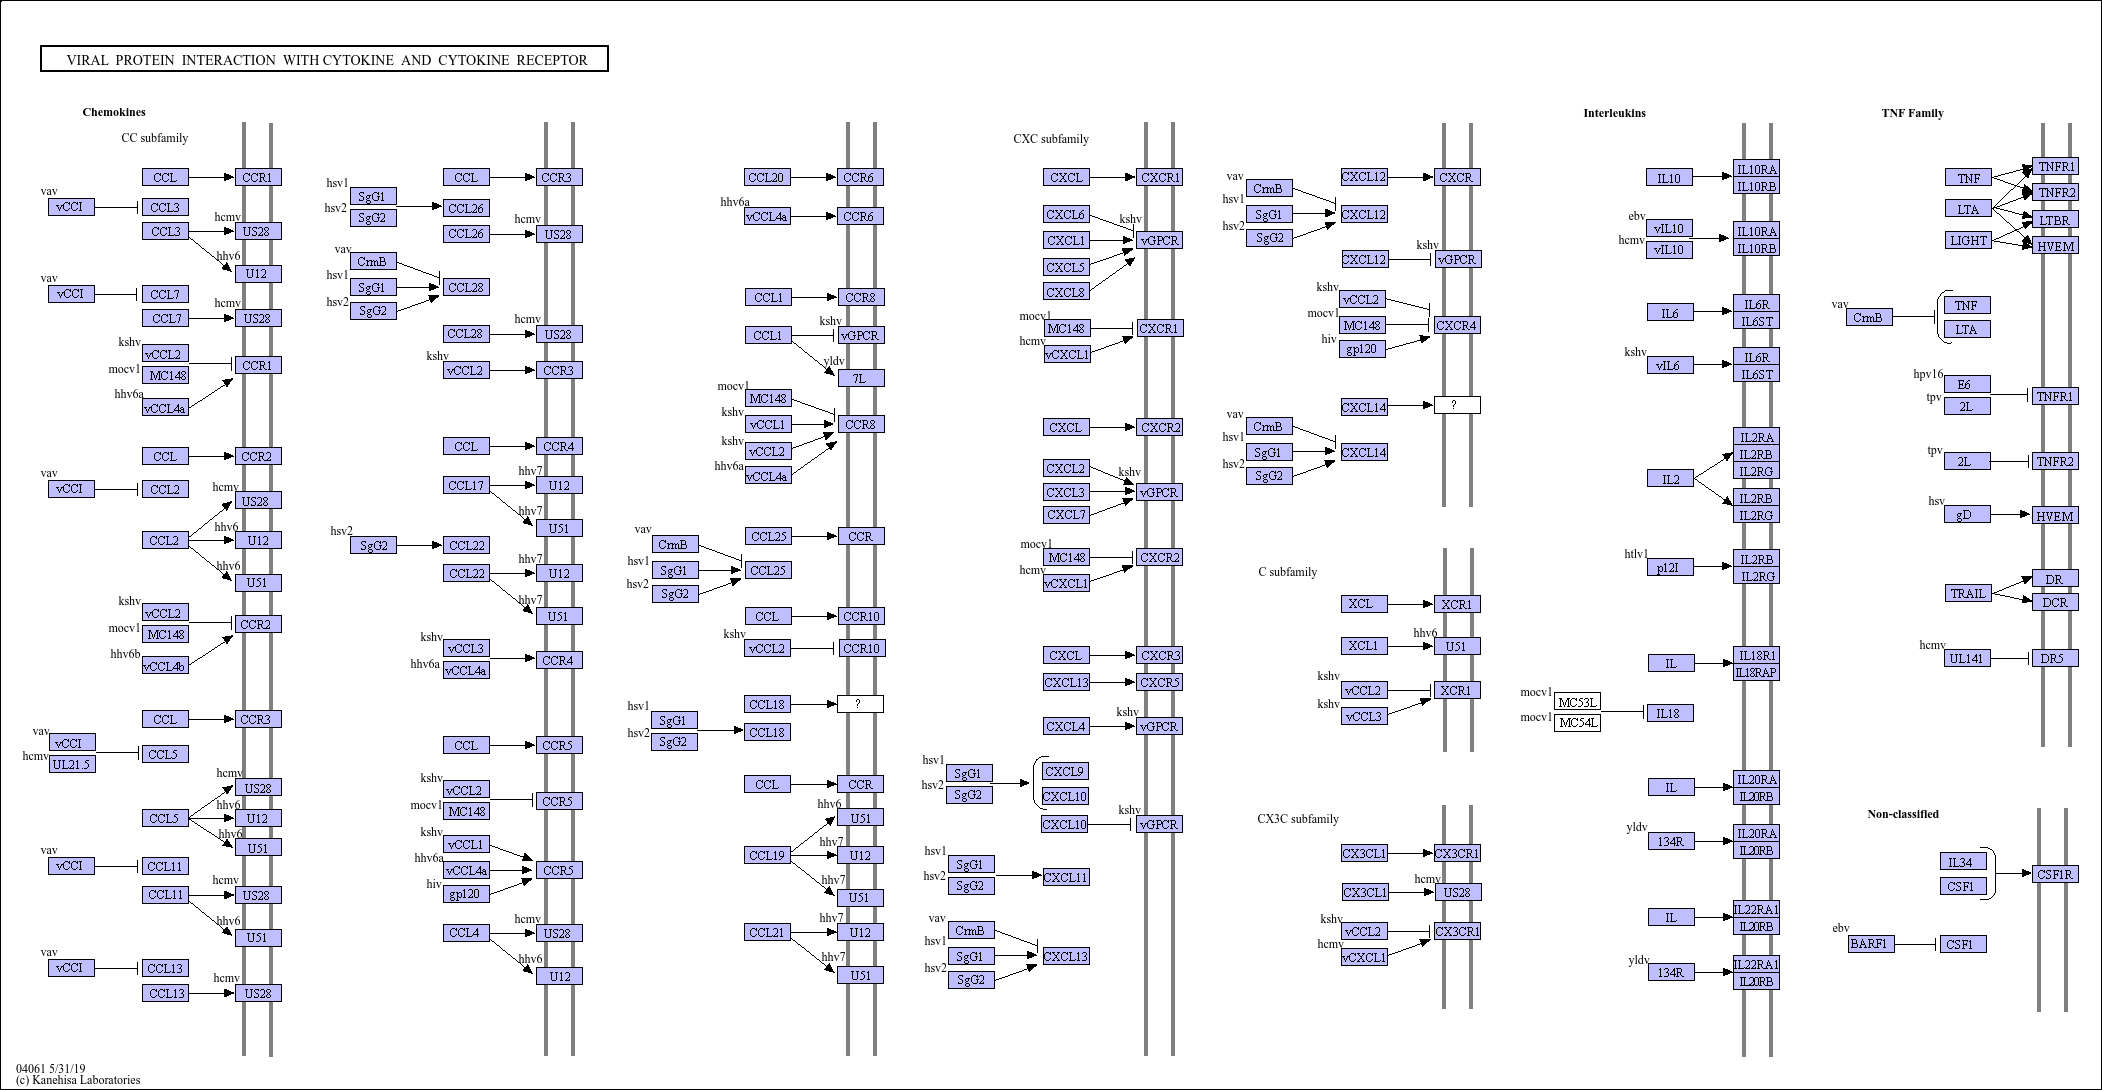 VIRAL PROTEIN INTERACTION WITH CYTOKINE AND CYTOKINE RECEPTOR
Chemokines
CC subfamily
CCL
CCR1
vav
vCCI
CCL3
CCL3
hcmv
US28
hhv6
U12
vav
vCCI
CCL7
CCL7
hcmv
US28
kshv
vCCL2
mocv1
MC148
CCR1
hhv6a
vCCL4a
CCL
CCR2
vav
vCCI
CCL2
hcmv
US28
CCL2
hhv6
U12
hhv6
U51
kshv
vCCL2
mocv1
MC148
CCR2
hhv6b
vCCL4b
CCL
CCR3
vav
vCCI
hcmv
UL21.5
CCL5
hcmv
US28
CCL5
hhv6
U12
hhv6
U51
vav
vCCI
CCL11
CCL11
hcmv
US28
hhv6
U51
vav
vCCI
CCL13
CCL13
hcmv
US28
CCL
CCR3
hsv1
SgG1
hsv2
SgG2
CCL26
CCL26
hcmv
US28
vav
CrmB
hsv1
SgG1
hsv2
SgG2
CCL28
CCL28
hcmv
US28
kshv
vCCL2
CCR3
CCL
CCR4
CCL17
hhv7
U12
hhv7
U51
hsv2
SgG2
CCL22
CCL22
hhv7
U12
hhv7
U51
kshv
vCCL3
hhv6a
vCCL4a
CCR4
CCL
CCR5
kshv
vCCL2
mocv1
MC148
CCR5
kshv
vCCL1
hhv6a
vCCL4a
hiv
gp120
CCR5
CCL4
hcmv
US28
hhv6
U12
CCL20
CCR6
hhv6a
vCCL4a
CCR6
CCL1
CCR8
CCL1
kshv
vGPCR
yldv
7L
mocv1
MC148
kshv
vCCL1
kshv
vCCL2
hhv6a
vCCL4a
CCR8
CCL25
CCR
vav
CrmB
hsv1
SgG1
hsv2
SgG2
CCL25
CCL
CCR10
kshv
vCCL2
CCR10
CCL18
?
hsv1
SgG1
hsv2
SgG2
CCL18
CCL
CCR
hhv6
U51
CCL19
hhv7
U12
hhv7
U51
CCL21
hhv7
U12
hhv7
U51
CXC subfamily
CXCL
CXCR1
CXCL6
CXCL1
CXCL5
CXCL8
kshv
vGPCR
mocv1
MC148
hcmv
vCXCL1
CXCR1
CXCL
CXCR2
CXCL2
CXCL3
CXCL7
kshv
vGPCR
mocv1
MC148
hcmv
vCXCL1
CXCR2
CXCL
CXCR3
CXCL13
CXCR5
CXCL4
kshv
vGPCR
hsv1
SgG1
hsv2
SgG2
CXCL9
CXCL10
CXCL10
kshv
vGPCR
hsv1
SgG1
hsv2
SgG2
CXCL11
vav
CrmB
hsv1
SgG1
hsv2
SgG2
CXCL13
CXCL12
CXCR
vav
CrmB
hsv1
SgG1
hsv2
SgG2
CXCL12
CXCL12
kshv
vGPCR
kshv
vCCL2
mocv1
MC148
hiv
gp120
CXCR4
CXCL14
?
vav
CrmB
hsv1
SgG1
hsv2
SgG2
CXCL14
C subfamily
XCL
XCR1
XCL1
hhv6
U51
kshv
vCCL2
kshv
vCCL3
XCR1
CX3C subfamily
CX3CL1
CX3CR1
CX3CL1
hcmv
US28
kshv
vCCL2
hcmv
vCXCL1
CX3CR1
Interleukins
IL10
IL10RA
IL10RB
ebv
vIL10
hcmv
vIL10
IL10RA
IL10RB
IL6
IL6R
IL6ST
kshv
vIL6
IL6R
IL6ST
IL2
IL2RA
IL2RB
IL2RG
IL2RB
IL2RG
htlv1
p12I
IL2RB
IL2RG
IL
IL18R1
IL18RAP
mocv1
MC53L
mocv1
MC54L
IL18
IL
IL20RA
IL20RB
yldv
134R
IL20RA
IL20RB
IL
IL22RA1
IL20RB
yldv
134R
IL22RA1
IL20RB
TNF Family
TNF
LTA
LIGHT
TNFR1
TNFR2
LTBR
HVEM
vav
CrmB
TNF
LTA
hpv16
E6
tpv
2L
TNFR1
tpv
2L
TNFR2
hsv
gD
HVEM
TRAIL
DR
DCR
hcmv
UL141
DR5
Non-classified
IL34
CSF1
CSF1R
ebv
BARF1
CSF1
04061 5/31/19
(c) Kanehisa Laboratories